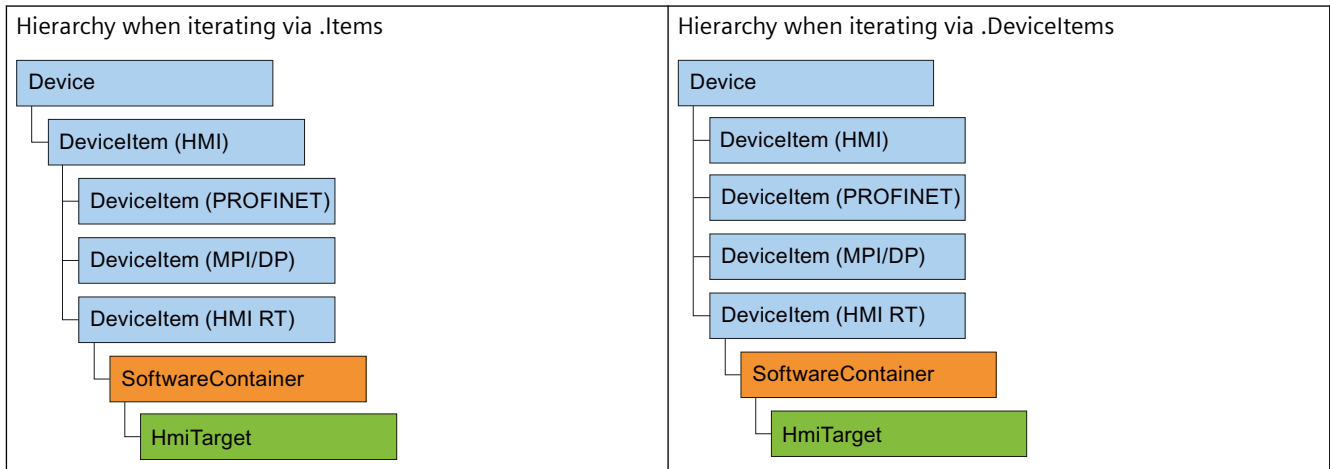 Hierarchy when iterating via .Items
Device
DeviceItem (HMI)
DeviceItem (PROFINET)
DeviceItem (MPI/DP)
DeviceItem (HMI RT)
SoftwareContainer
HmiTarget
Hierarchy when iterating via .DeviceItems
Device
DeviceItem (HMI)
DeviceItem (PROFINET)
DeviceItem (MPI/DP)
DeviceItem (HMI RT)
SoftwareContainer
HmiTarget